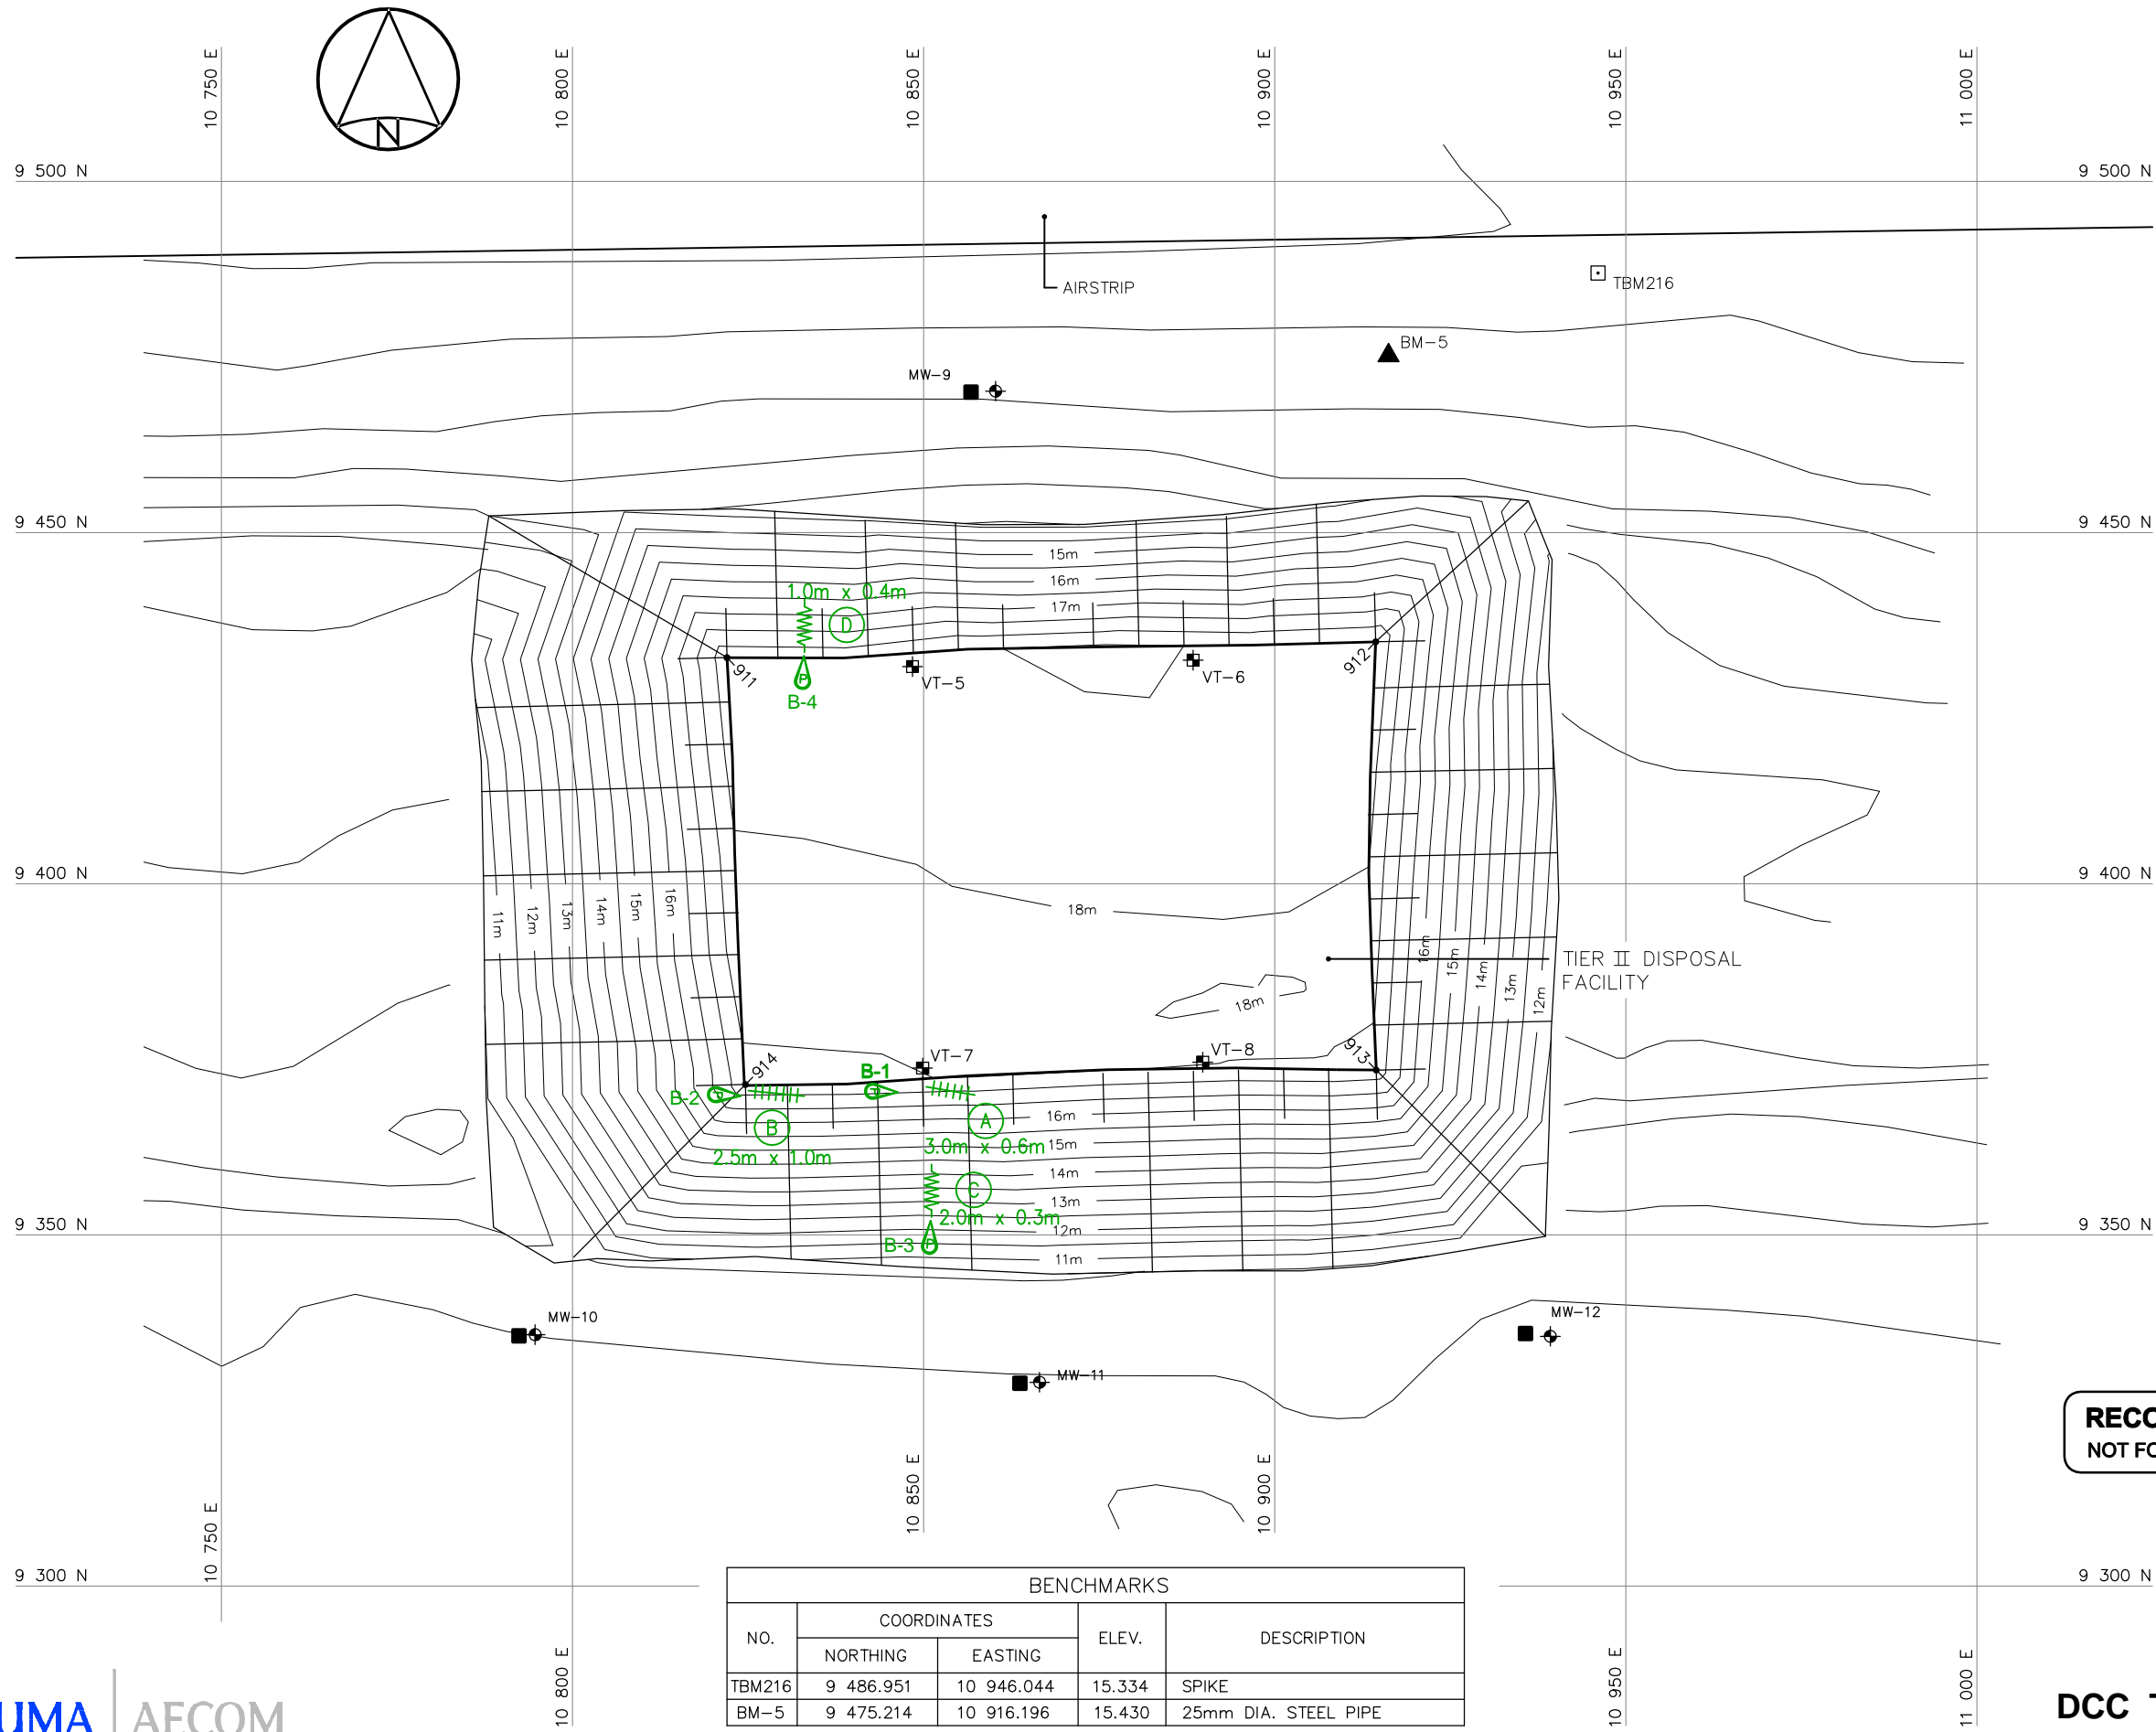 10 750 E
10 800 E
10 850 E
10 900 E
10 950 E
11 000 E
N
9 500 N
9 500 N
AIRSTRIP
TBM216
BM-5
MW-9
9 450 N
9 450 N
15m
16m
17m
1.0m x 0.4m
D
911
912
P
B-4
VT-5
VT-6
9 400 N
9 400 N
11m
12m
13m
14m
15m
16m
18m
16m
15m
14m
13m
12m
TIER II DISPOSAL
FACILITY
18m
VT-7
VT-8
913
914
B-1
B-2
B
A
16m
15m
14m
13m
12m
11m
3.0m x 0.6m
2.5m x 1.0m
C
2.0m x 0.3m
B-3
P
9 350 N
9 350 N
MW-10
MW-12
MW-11
RECO
NOT FO
10 750 E
10 850 E
10 900 E
9 300 N
9 300 N
10 800 E
10 950 E
11 000 E
BENCHMARKS
NO.
COORDINATES
ELEV.
DESCRIPTION
NORTHING
EASTING
TBM216 9 486.951 10 946.044 15.334 SPIKE
BM-5 9 475.214 10 916.196 15.430 25mm DIA. STEEL PIPE
UMA AECOM
DCC T